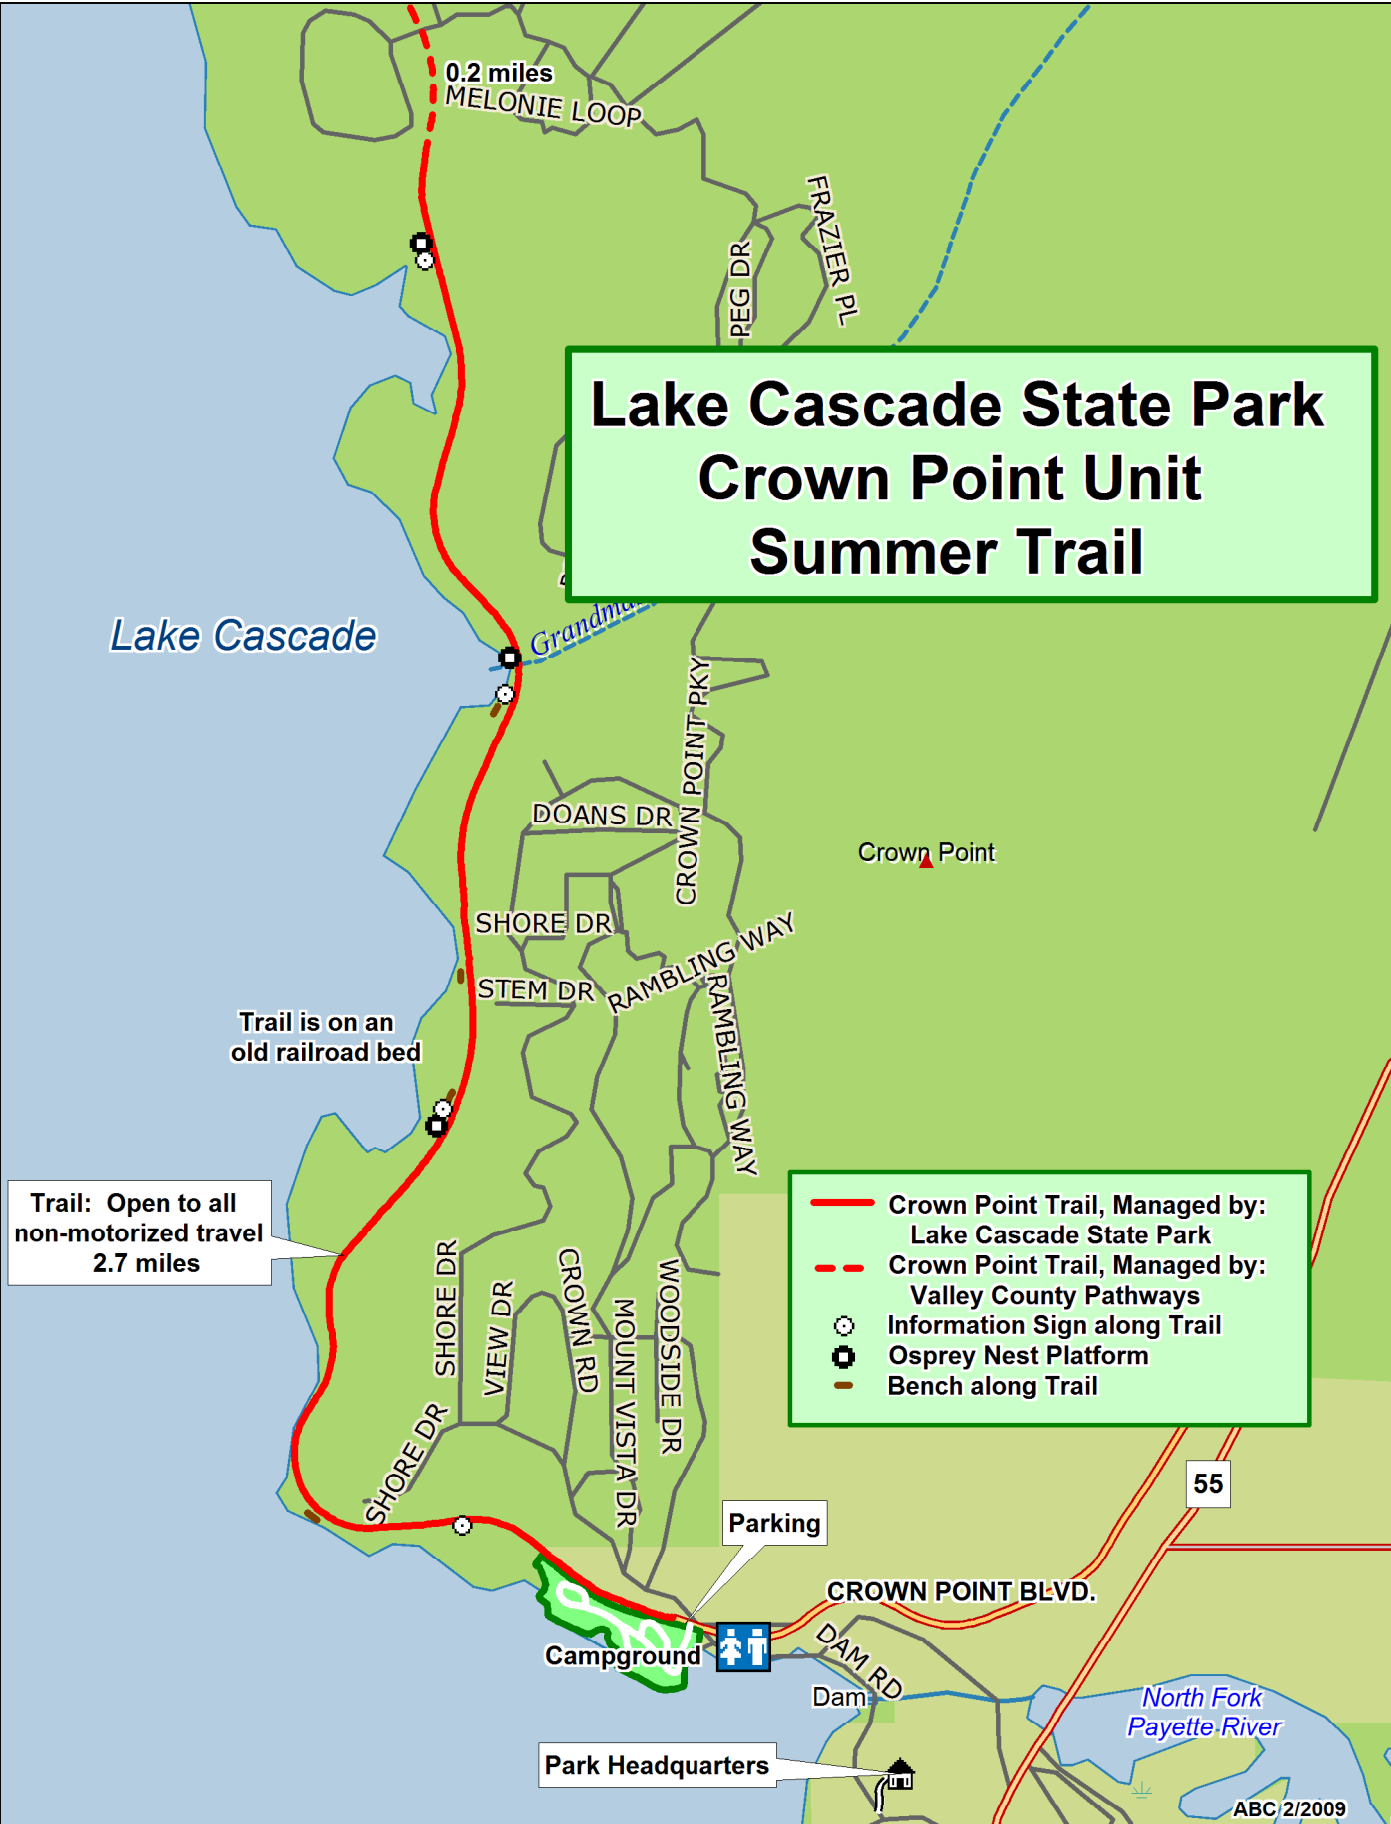 0.2 miles
MELONIE LOOP
FRAZIER PL
PEG DR
Lake Cascade State Park
Crown Point Unit
Summer Trail
Lake Cascade
CROWN POINT PKY
DOANS DR
Crown Point
SHORE DR
RAMBLING WAY
STEM DR
RAMBLING WAY
Trail is on an
old railroad bed
Trail: Open to all
non-motorized travel
2.7 miles
Crown Point Trail, Managed by:
Lake Cascade State Park
Crown Point Trail, Managed by:
Valley County Pathways
Information Sign along Trail
Osprey Nest Platform
Bench along Trail
SHORE DR
VIEW DR
CROWN RD
MOUNT VISTA DR
WOODSIDE DR
SHORE DR
55
Parking
CROWN POINT BLVD.
Campground
DAM RD
Dam
North Fork
Payette River
Park Headquarters
ABC 2/2009